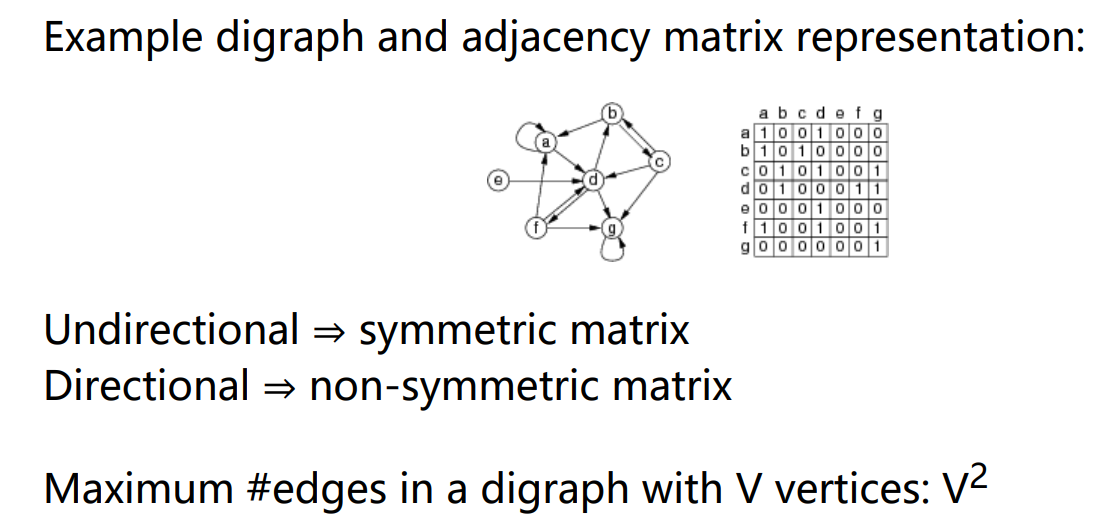 Example digraph and adjacency matrix representation:
b
a
c
e
d
f
g
a b c d e f g
a 1 0 0 1 0 0 0
b 1 0 1 0 0 0 0
c 0 1 0 1 0 0 1
d 0 1 0 0 0 1 1
e 0 0 0 1 0 0 0
f 1 0 0 1 0 0 1
g 0 0 0 0 0 0 1
Undirectional ⇒ symmetric matrix
Directional ⇒ non-symmetric matrix
Maximum #edges in a digraph with V vertices: V²